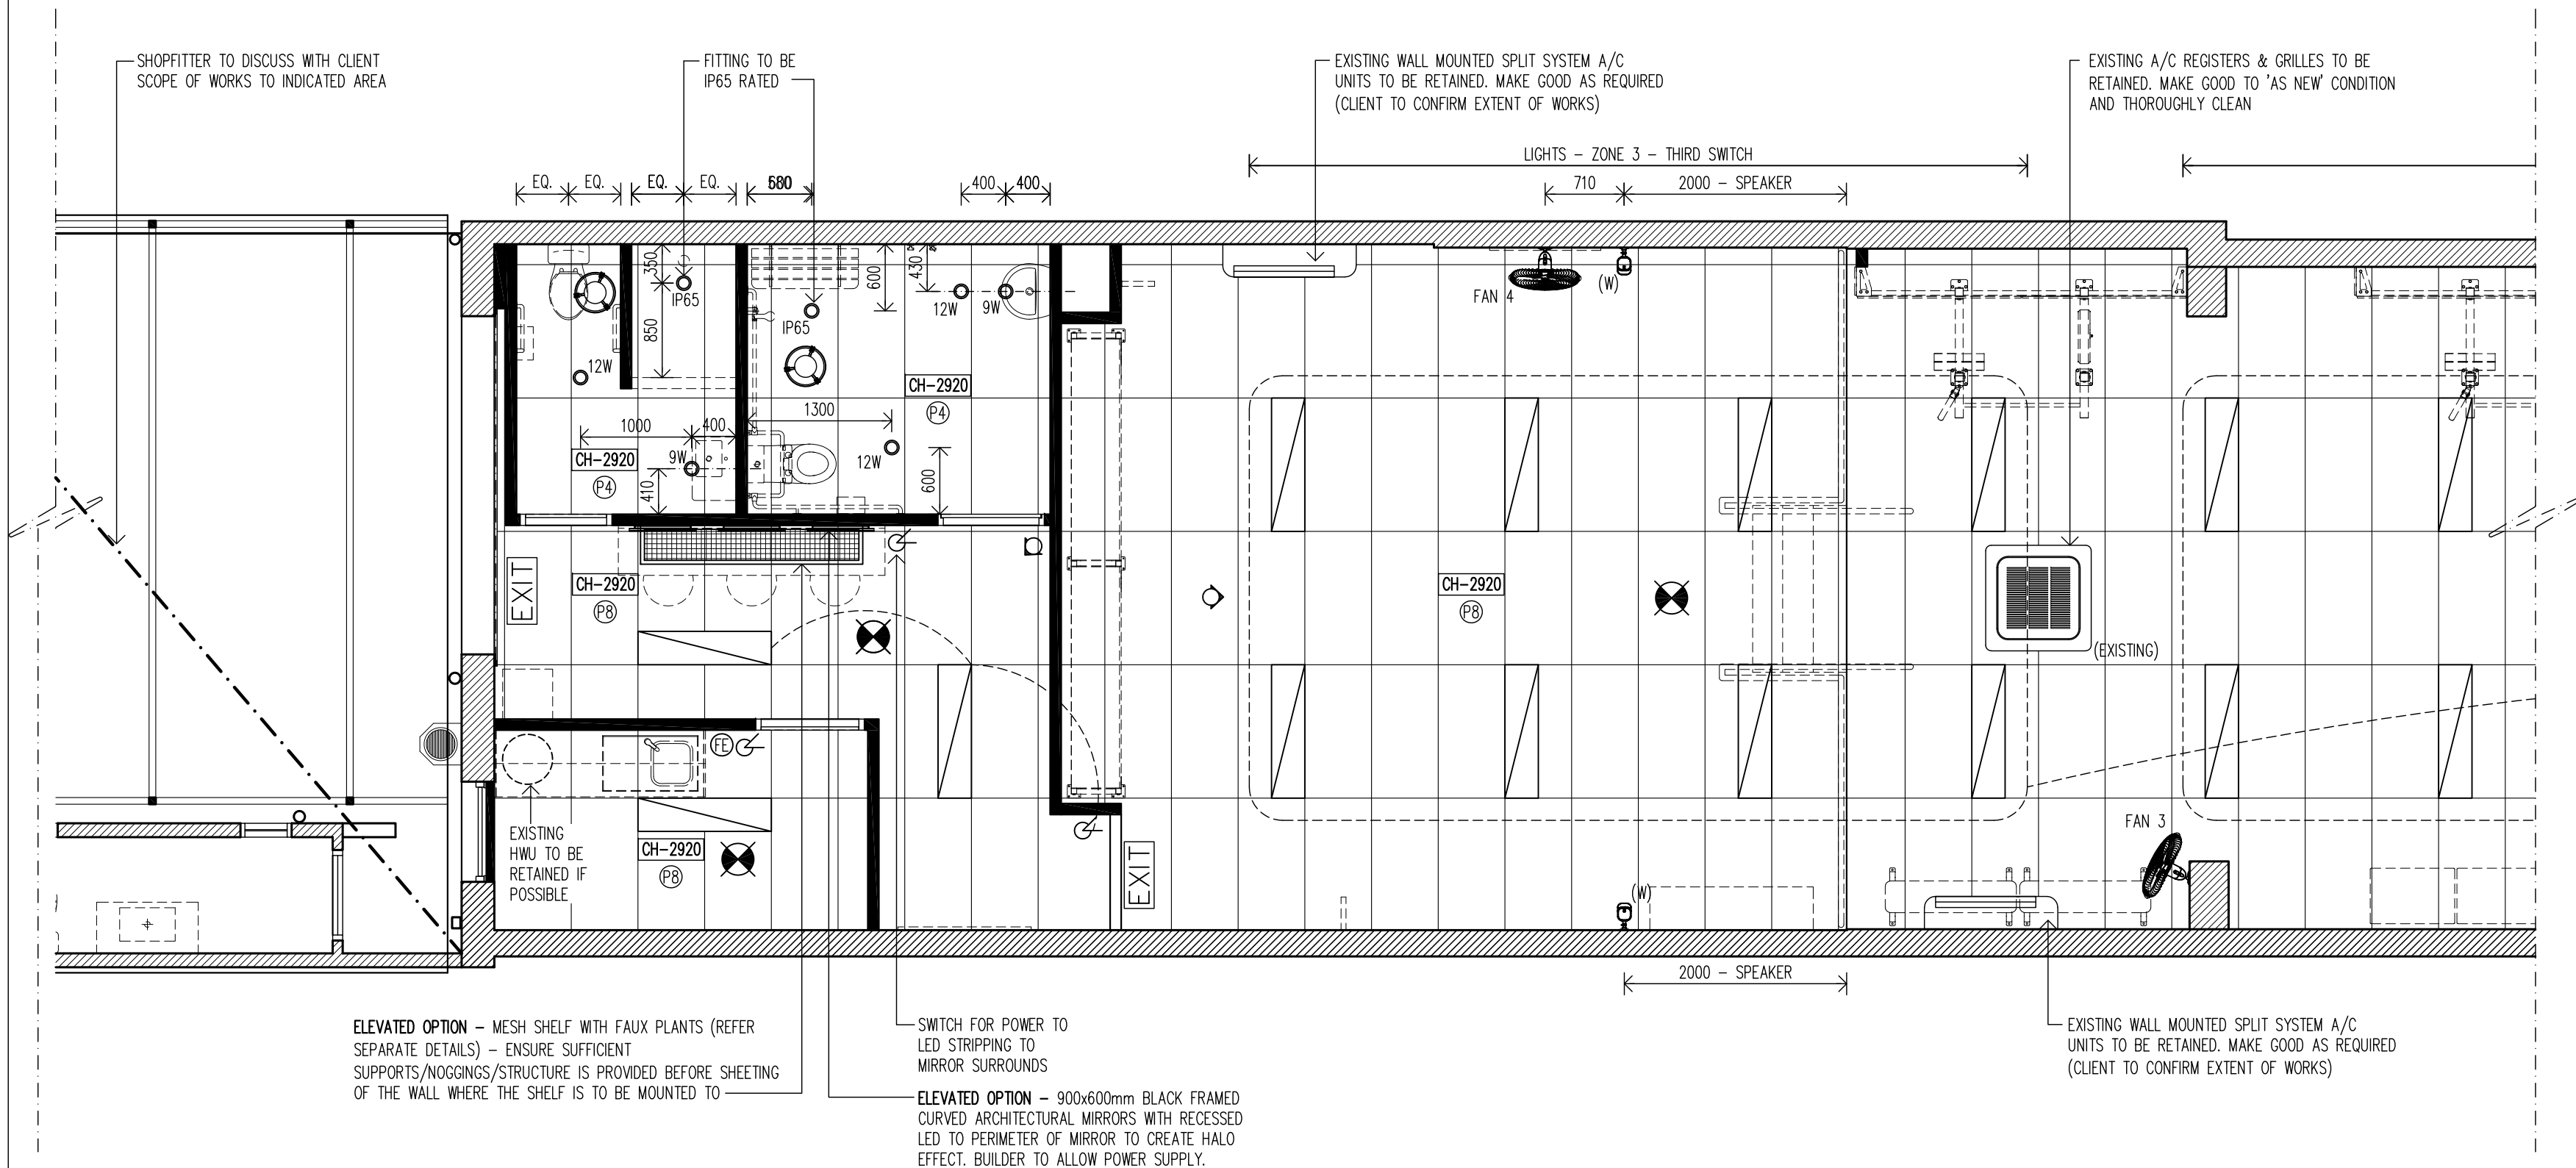 SHOPFITTER TO DISCUSS WITH CLIENT
SCOPE OF WORKS TO INDICATED AREA
FITTING TO BE
IP65 RATED
EXISTING WALL MOUNTED SPLIT SYSTEM A/C
UNITS TO BE RETAINED. MAKE GOOD AS REQUIRED
(CLIENT TO CONFIRM EXTENT OF WORKS)
EXISTING A/C REGISTERS & GRILLES TO BE
RETAINED. MAKE GOOD TO 'AS NEW' CONDITION
AND THOROUGHLY CLEAN
LIGHTS – ZONE 3 – THIRD SWITCH
EQ. EQ. EQ. EQ. 400 400 710 2000 – SPEAKER
350
600
430
IP65
12W 9W
FAN 4
(W)
850
IP65
12W
CH-2920
P4
1300
1000 400
CH-2920
P4
9W
12W
410
600
EXIT
CH-2920
P8
CH-2920
P8
(EXISTING)
FE
EXISTING
HWU TO BE
RETAINED IF
POSSIBLE
CH-2920
P8
EXIT
FAN 3
(W)
2000 – SPEAKER
ELEVATED OPTION – MESH SHELF WITH FAUX PLANTS (REFER
SEPARATE DETAILS) – ENSURE SUFFICIENT
SUPPORTS/NOGGINGS/STRUCTURE IS PROVIDED BEFORE SHEETING
OF THE WALL WHERE THE SHELF IS TO BE MOUNTED TO
SWITCH FOR POWER TO
LED STRIPPING TO
MIRROR SURROUNDS
ELEVATED OPTION – 900x600mm BLACK FRAMED
CURVED ARCHITECTURAL MIRRORS WITH RECESSED
LED TO PERIMETER OF MIRROR TO CREATE HALO
EFFECT. BUILDER TO ALLOW POWER SUPPLY.
EXISTING WALL MOUNTED SPLIT SYSTEM A/C
UNITS TO BE RETAINED. MAKE GOOD AS REQUIRED
(CLIENT TO CONFIRM EXTENT OF WORKS)